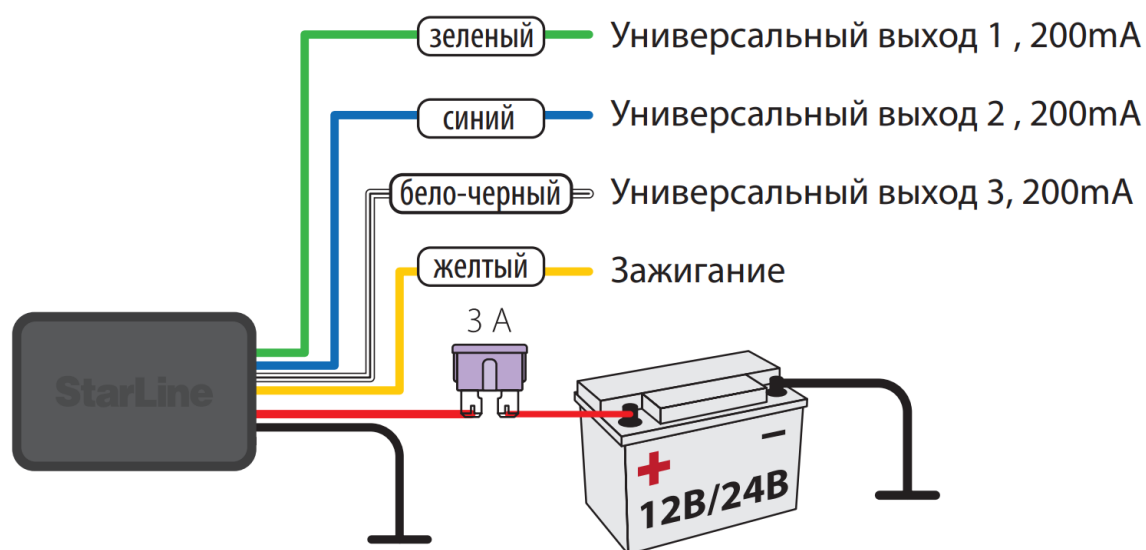 зеленый Универсальный выход 1 , 200mA
синий Универсальный выход 2 , 200mA
бело-черный Универсальный выход 3, 200mA
желтый Зажигание
3 А
StarLine
+ −
12В/24В